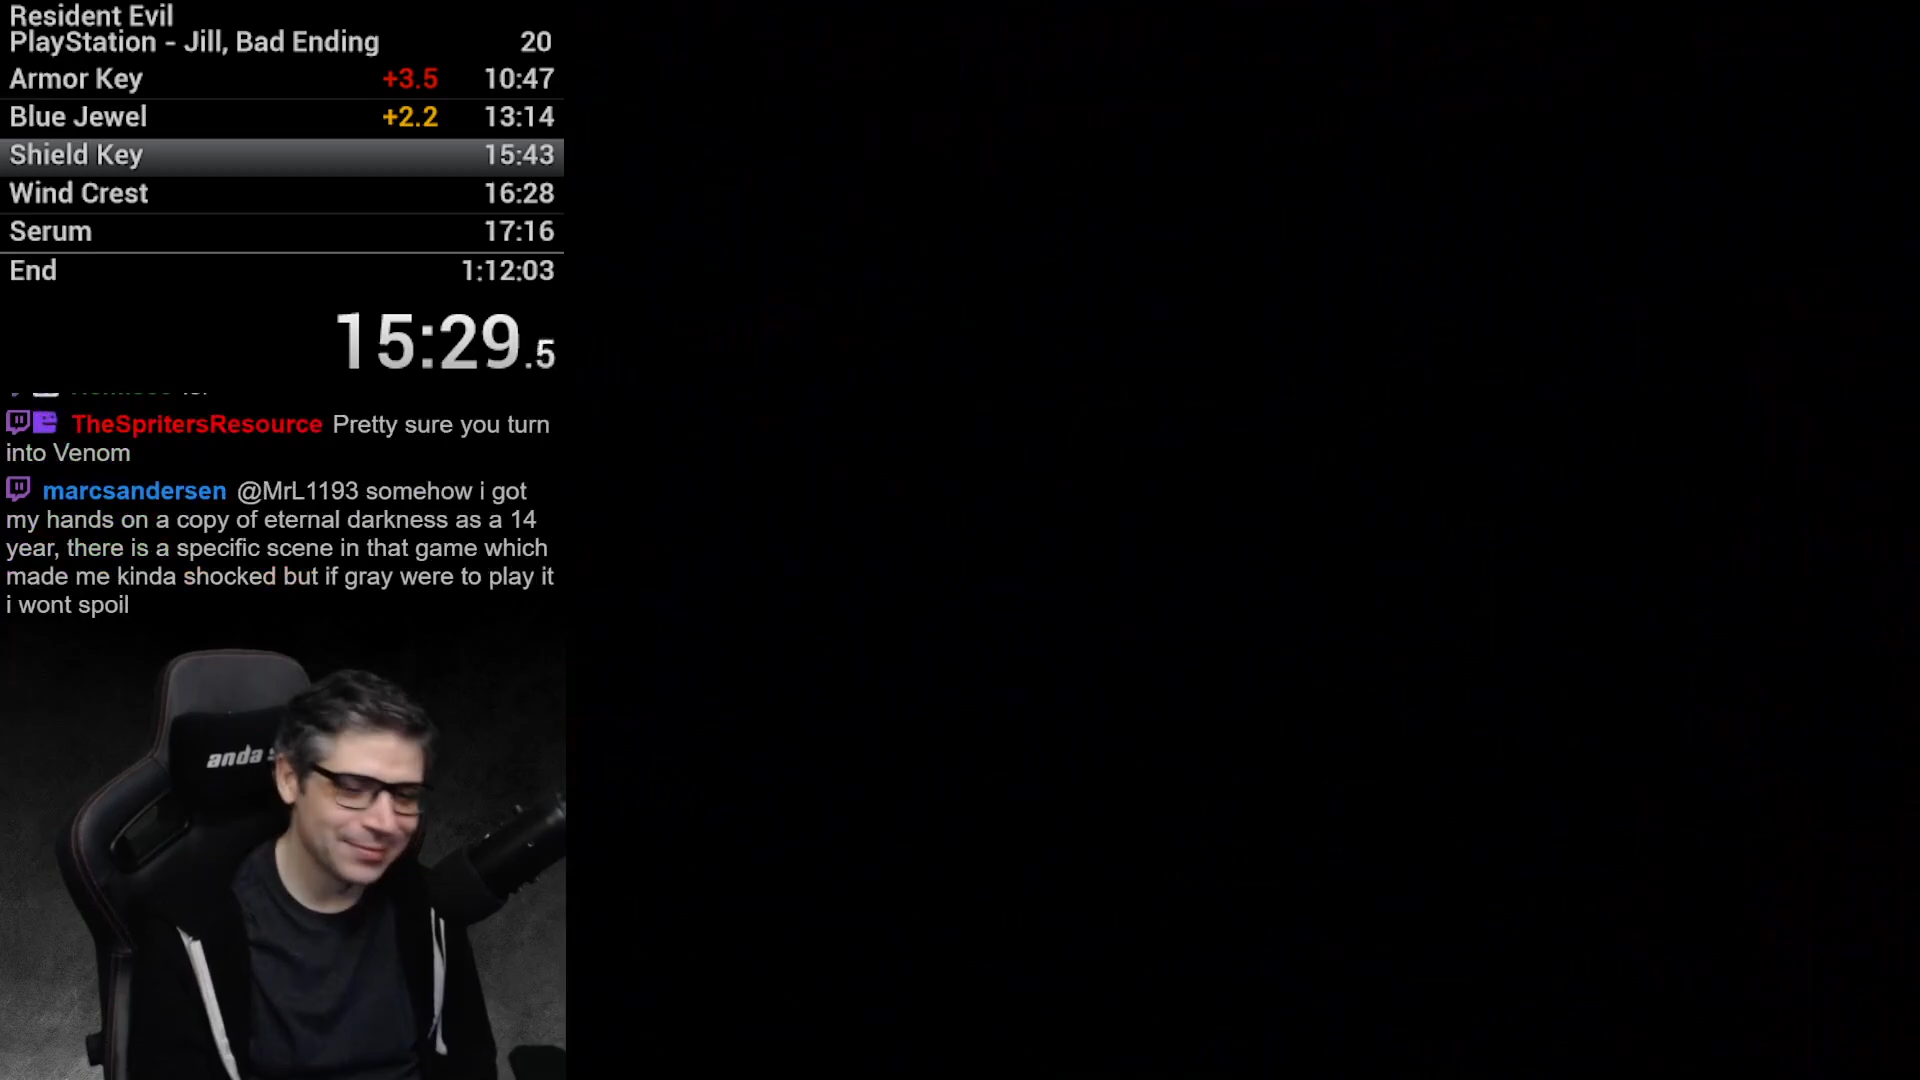 Resident Evil
PlayStation - Jill, Bad Ending 20
Armor Key +3.5 10:47
Blue Jewel +2.2 13:14
Shield Key 15:43
Wind Crest 16:28
Serum 17:16
End 1:12:03
15:29.5
TheSpritersResource Pretty sure you turn
into Venom
marcsandersen @MrL1193 somehow i got
my hands on a copy of eternal darkness as a 14
year, there is a specific scene in that game which
made me kinda shocked but if gray were to play it
i wont spoil
anda